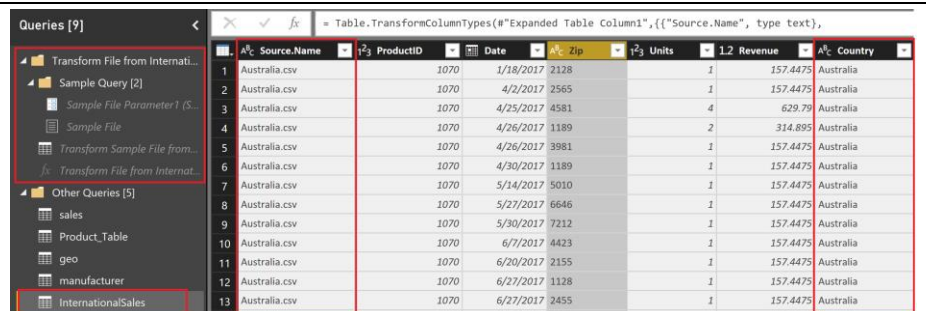 Queries [9]
= Table.TransformColumnTypes(#"Expanded Table Column1",{{"Source.Name", type text},
Transform File from Internati...
Sample Query [2]
Sample File Parameter1 (S...
Sample File
Transform Sample File from...
fx Transform File from Internat...
Other Queries [5]
sales
Product_Table
geo
manufacturer
InternationalSales
fx
ABC Source.Name 123 ProductID Date ABC Zip 123 Units 1.2 Revenue ABC Country
1 Australia.csv 1070 1/18/2017 2128 1 157.4475 Australia
2 Australia.csv 1070 4/2/2017 2565 1 157.4475 Australia
3 Australia.csv 1070 4/25/2017 4581 4 629.79 Australia
4 Australia.csv 1070 4/26/2017 1189 2 314.895 Australia
5 Australia.csv 1070 4/26/2017 3981 1 157.4475 Australia
6 Australia.csv 1070 4/30/2017 1189 1 157.4475 Australia
7 Australia.csv 1070 5/14/2017 5010 1 157.4475 Australia
8 Australia.csv 1070 5/27/2017 6646 1 157.4475 Australia
9 Australia.csv 1070 5/30/2017 7212 1 157.4475 Australia
10 Australia.csv 1070 6/7/2017 4423 1 157.4475 Australia
11 Australia.csv 1070 6/20/2017 2155 1 157.4475 Australia
12 Australia.csv 1070 6/27/2017 1128 1 157.4475 Australia
13 Australia.csv 1070 6/27/2017 2455 1 157.4475 Australia